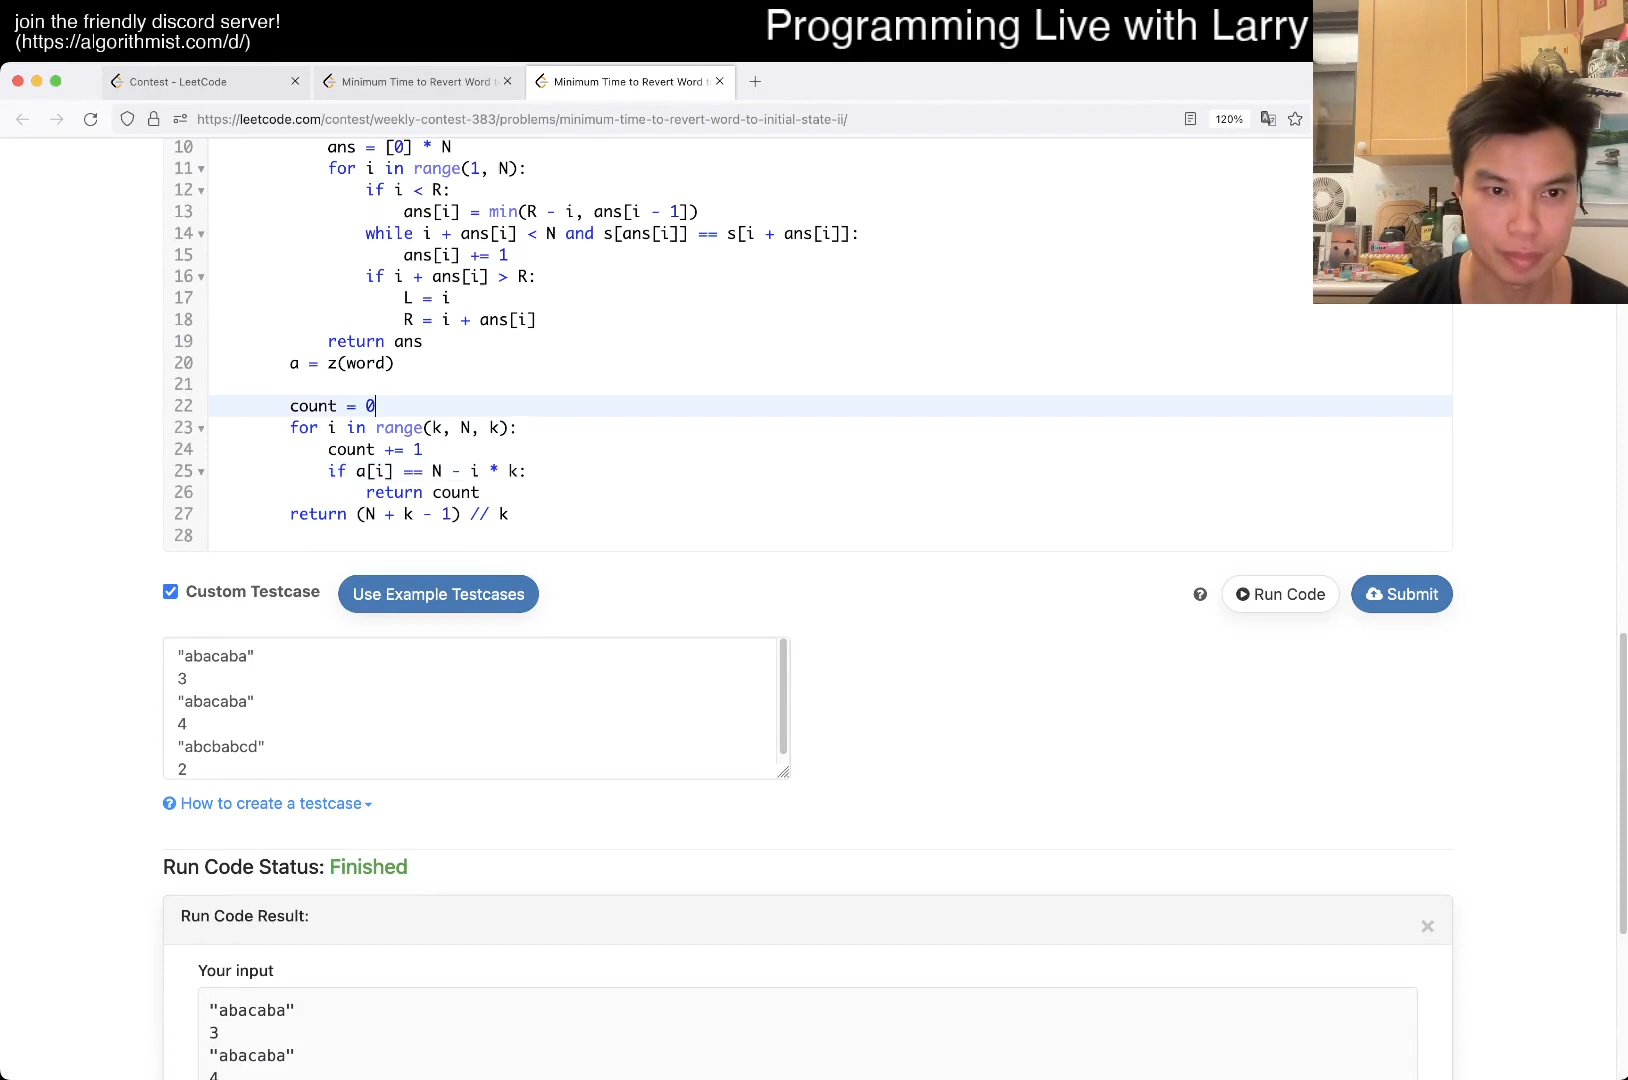 join the friendly discord server!
(https://algorithmist.com/d/)
Programming Live with Larry
Contest - LeetCode
Minimum Time to Revert Word t
Minimum Time to Revert Word t
https://leetcode.com/contest/weekly-contest-383/problems/minimum-time-to-revert-word-to-initial-state-ii/
120%
10 ans = [0] * N
11 for i in range(1, N):
12 if i < R:
13 ans[i] = min(R - i, ans[i - 1])
14 while i + ans[i] < N and s[ans[i]] == s[i + ans[i]]:
15 ans[i] += 1
16 if i + ans[i] > R:
17 L = i
18 R = i + ans[i]
19 return ans
20 a = z(word)
21
22 count = 0
23 for i in range(k, N, k):
24 count += 1
25 if a[i] == N - i * k:
26 return count
27 return (N + k - 1) // k
28
Custom Testcase
Use Example Testcases
Run Code
Submit
"abacaba"
3
"abacaba"
4
"abcbabcd"
2
How to create a testcase
Run Code Status: Finished
Run Code Result:
Your input
"abacaba"
3
"abacaba"
4